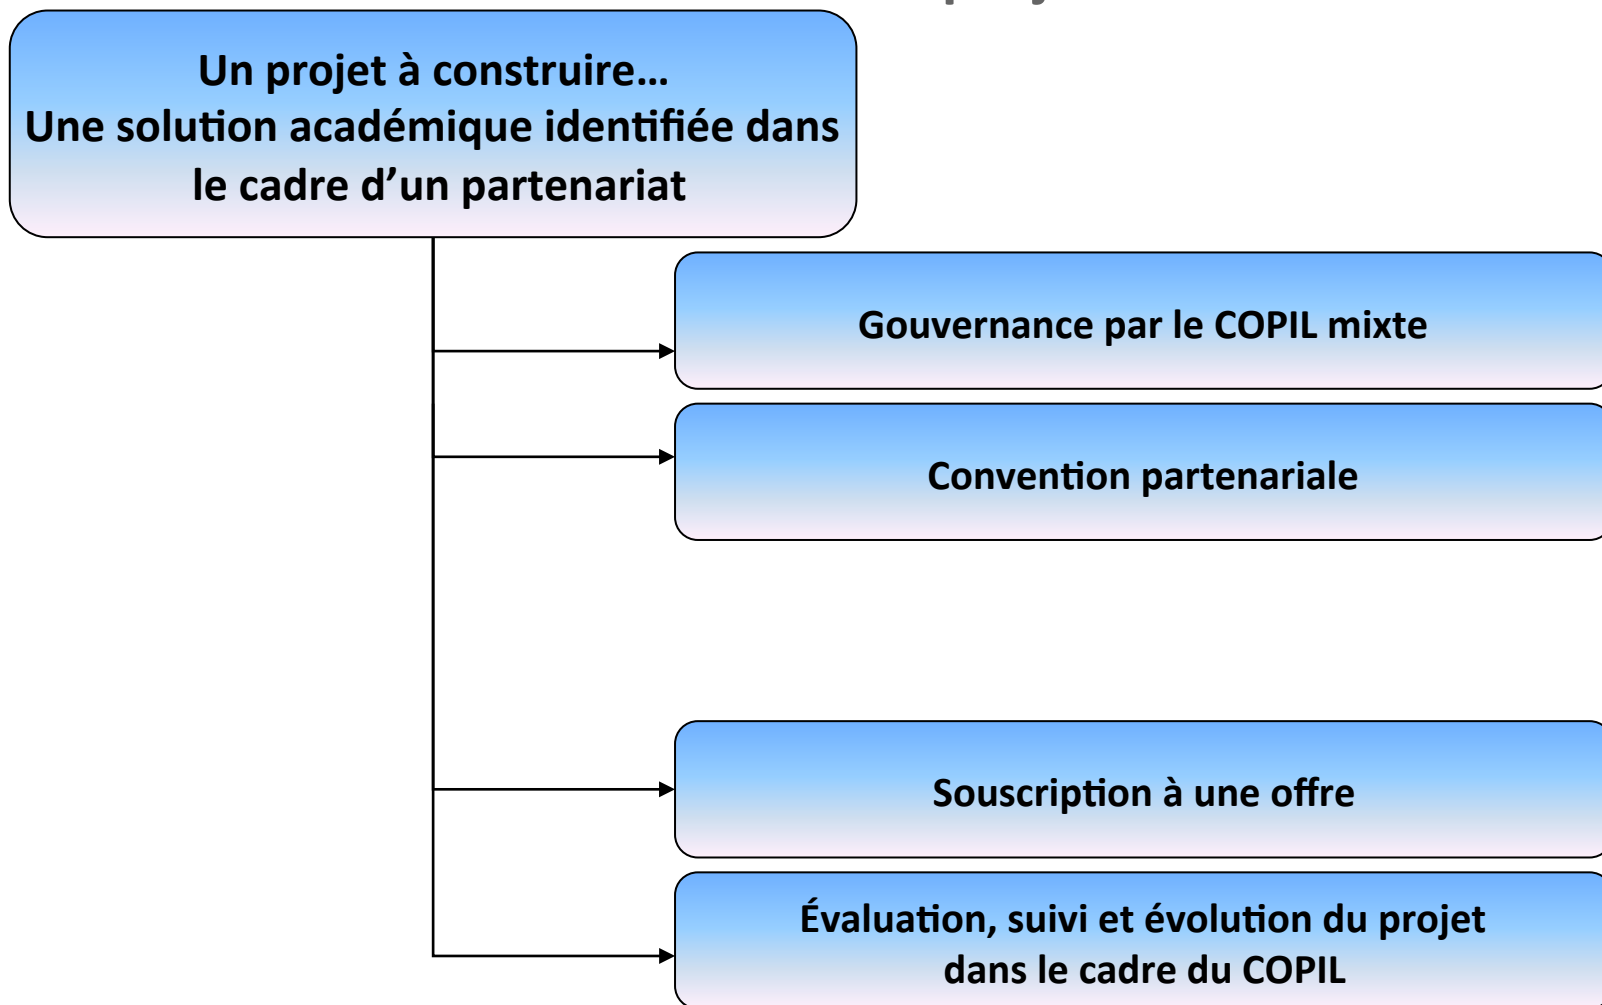 Un projet à construire…
Une solution académique identifiée dans
le cadre d’un partenariat
Gouvernance par le COPIL mixte
Convention partenariale
Souscription à une offre
Évaluation, suivi et évolution du projet
dans le cadre du COPIL